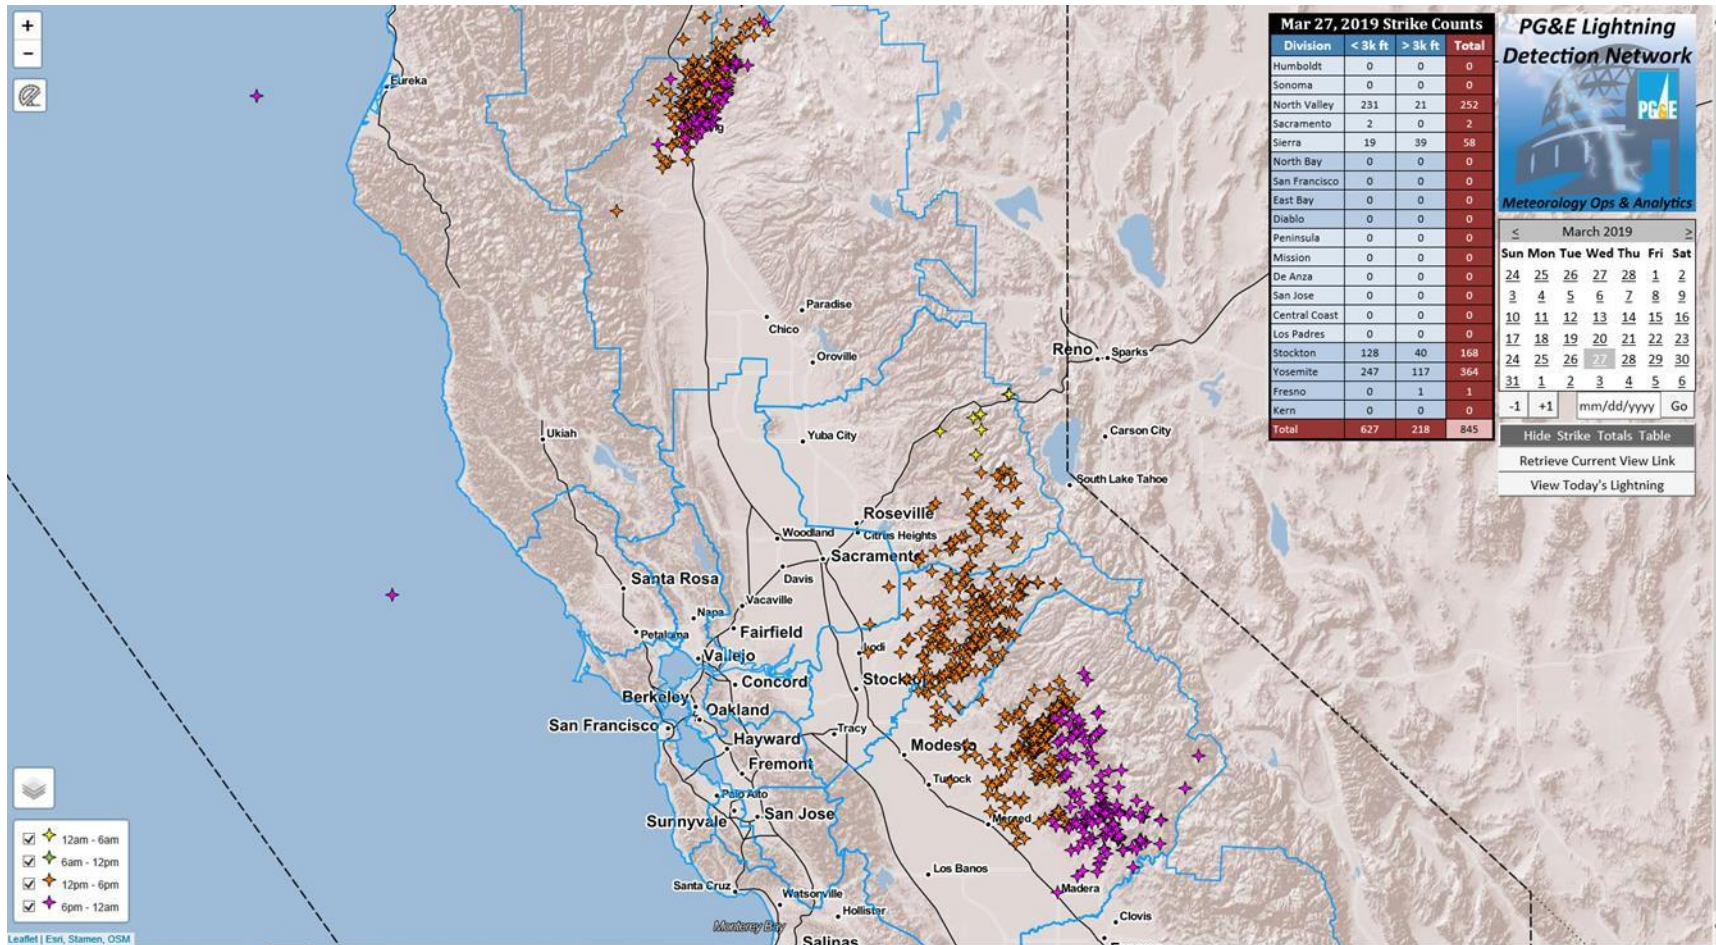 +
−
Eureka
Paradise
Chico
Oroville
Reno
Sparks
Ukiah
Yuba City
Carson City
South Lake Tahoe
Roseville
Woodland
Citrus Heights
Sacramento
Davis
Santa Rosa
Vacaville
Napa
Petaluma
Fairfield
Lodi
Vallejo
Concord
Berkeley
Oakland
San Francisco
Tracy
Hayward
Modesto
Fremont
Turlock
Palo Alto
Sunnyvale
San Jose
Merced
Los Banos
Santa Cruz
Watsonville
Madera
Hollister
Clovis
Monterey Bay
Salinas
12am - 6am
6am - 12pm
12pm - 6pm
6pm - 12am
Leaflet | Esri, Stamen, OSM
Mar 27, 2019 Strike Counts
Division < 3k ft > 3k ft Total
Humboldt 0 0 0
Sonoma 0 0 0
North Valley 231 21 252
Sacramento 2 0 2
Sierra 19 39 58
North Bay 0 0 0
San Francisco 0 0 0
East Bay 0 0 0
Diablo 0 0 0
Peninsula 0 0 0
Mission 0 0 0
De Anza 0 0 0
San Jose 0 0 0
Central Coast 0 0 0
Los Padres 0 0 0
Stockton 128 40 168
Yosemite 247 117 364
Fresno 0 1 1
Kern 0 0 0
Total 627 218 845
PG&E Lightning
Detection Network
PG&E
Meteorology Ops & Analytics
< March 2019 >
Sun Mon Tue Wed Thu Fri Sat
24 25 26 27 28 1 2
3 4 5 6 7 8 9
10 11 12 13 14 15 16
17 18 19 20 21 22 23
24 25 26 27 28 29 30
31 1 2 3 4 5 6
-1 +1 mm/dd/yyyy Go
Hide Strike Totals Table
Retrieve Current View Link
View Today's Lightning